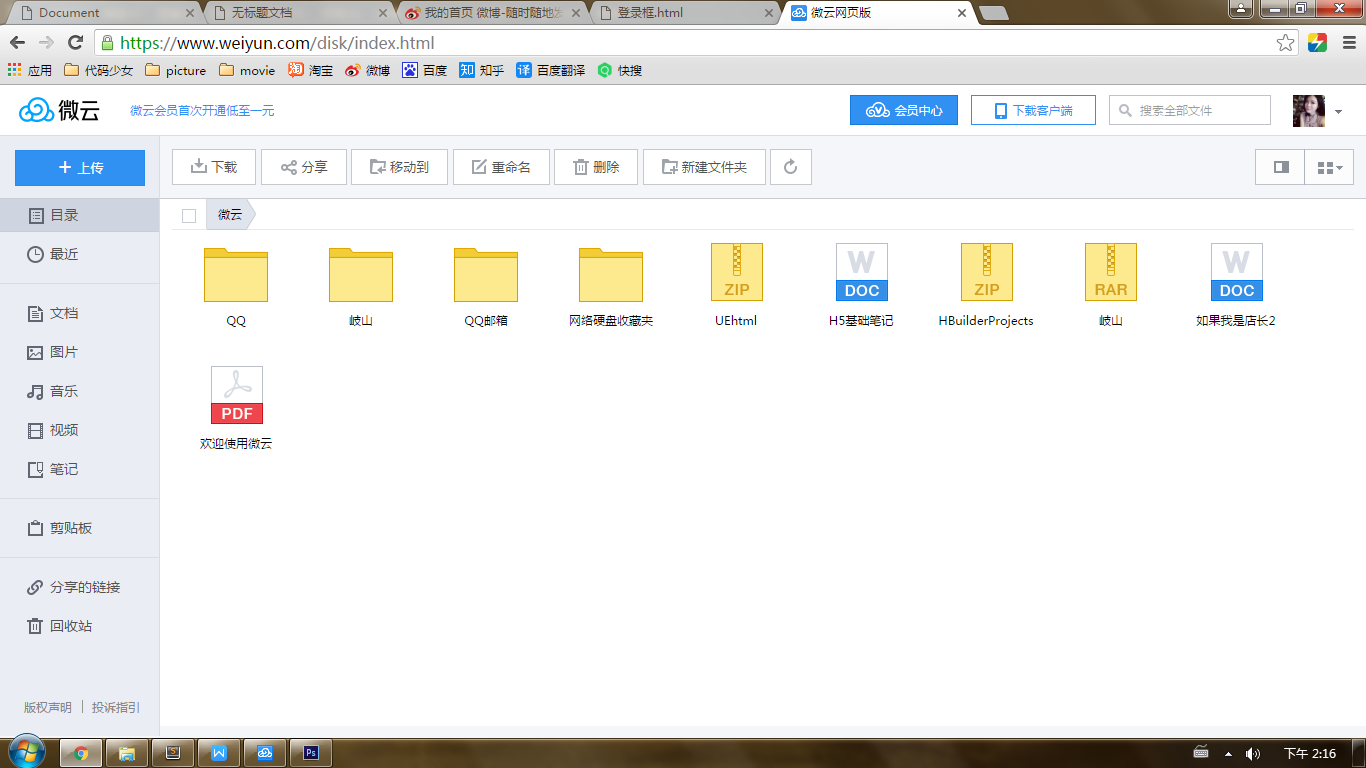 Document
无标题文档
我的首页 微博-随时随地发
登录框.html
微云网页版
https://www.weiyun.com/disk/index.html
应用 代码少女 picture movie 淘 淘宝 微博 百度 知 知乎 译 百度翻译 快搜
微云 微云会员首次开通低至一元 会员中心 下载客户端 搜索全部文件
+ 上传 下载 分享 移动到 重命名 删除 新建文件夹
目录
最近
文档
图片
音乐
视频
笔记
剪贴板
分享的链接
回收站
版权声明 | 投诉指引
微云
ZIP W DOC ZIP RAR W DOC
QQ 岐山 QQ邮箱 网络硬盘收藏夹 UEhtml H5基础笔记 HBuilderProjects 岐山 如果我是店长2
PDF
欢迎使用微云
S W Ps 下午 2:16